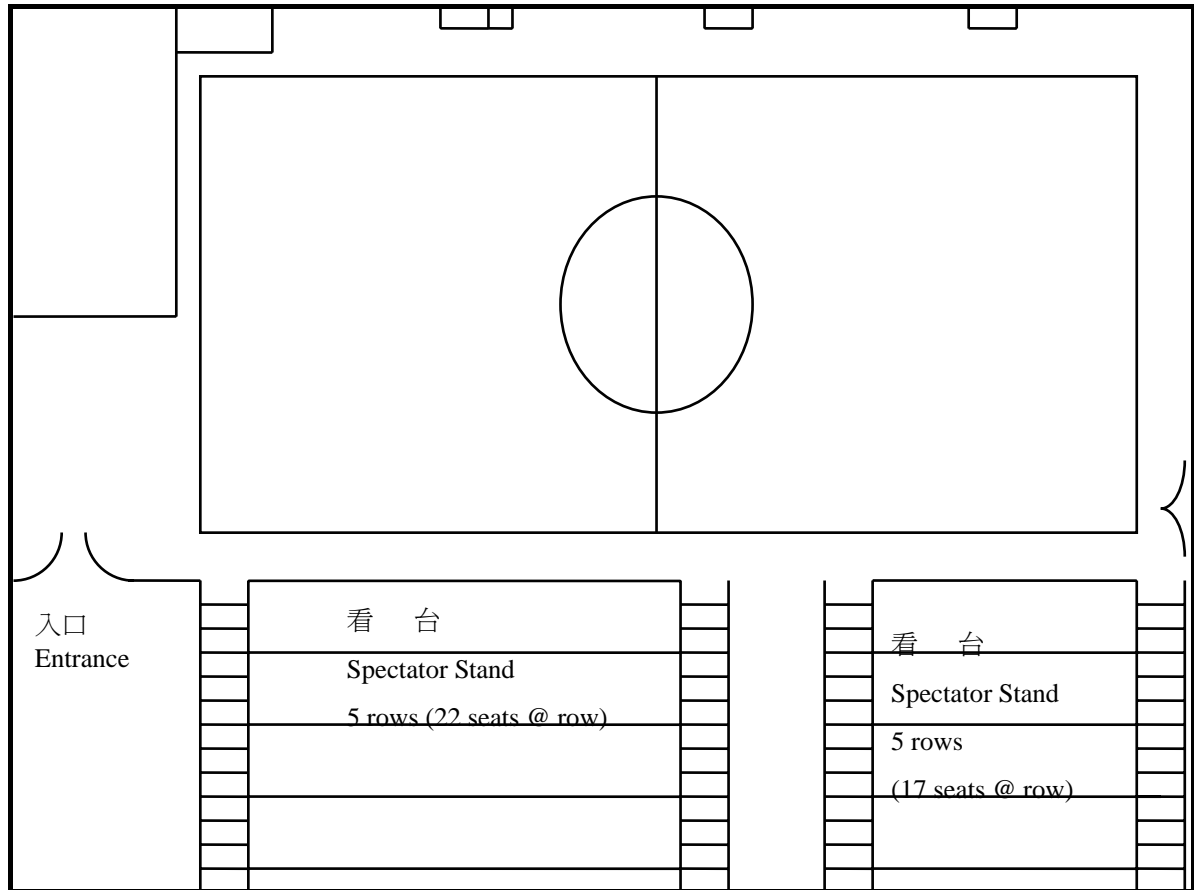 入口
Entrance
看 台
Spectator Stand
5 rows (22 seats @ row)
看 台
Spectator Stand
5 rows
(17 seats @ row)